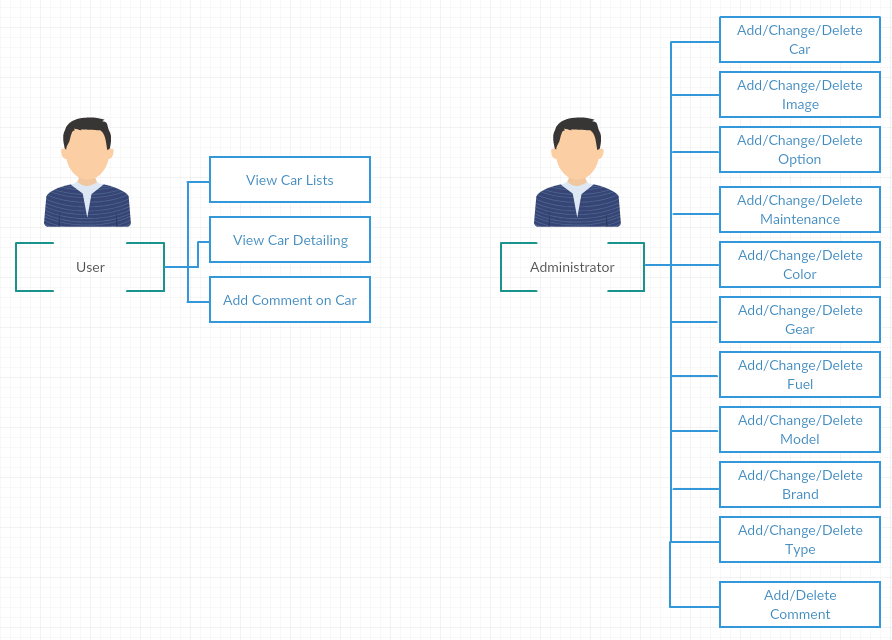 User
View Car Lists
View Car Detailing
Add Comment on Car
Administrator
Add/Change/Delete
Car
Add/Change/Delete
Image
Add/Change/Delete
Option
Add/Change/Delete
Maintenance
Add/Change/Delete
Color
Add/Change/Delete
Gear
Add/Change/Delete
Fuel
Add/Change/Delete
Model
Add/Change/Delete
Brand
Add/Change/Delete
Type
Add/Delete
Comment